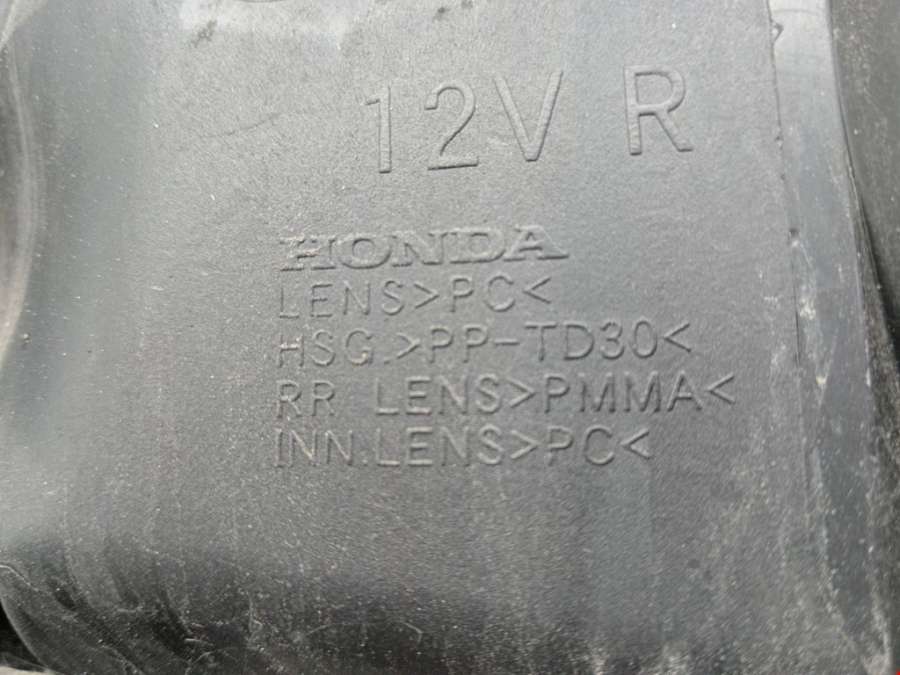 12V R
HONDA
LENS>PC<
HSG.>PP-TD30<
RR LENS>PMMA<
INN.LENS>PC<